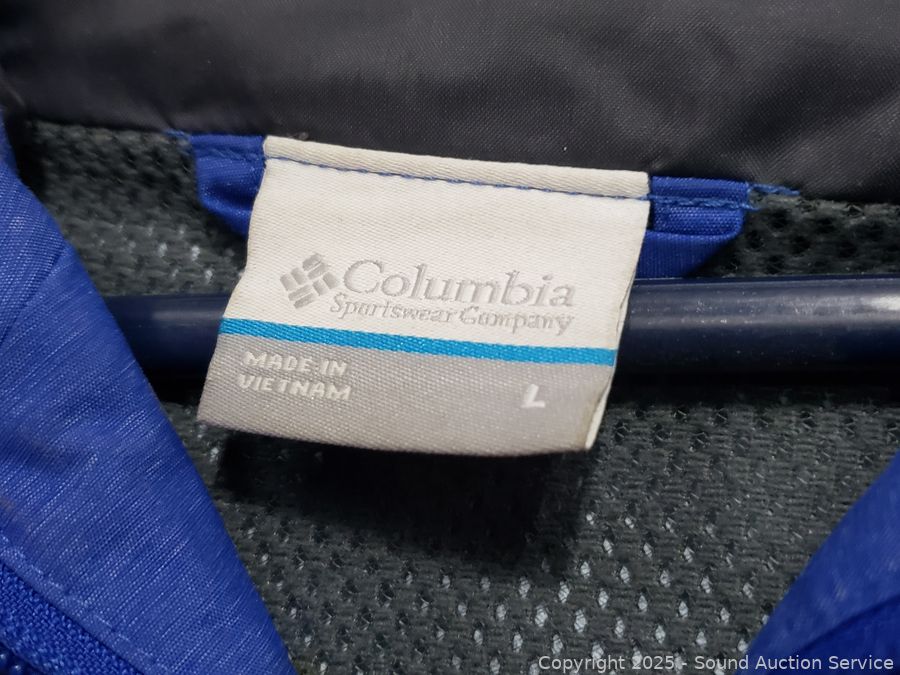 Columbia
Sportswear Company
MADE IN
VIETNAM
L
Copyright 2025 - Sound Auction Service